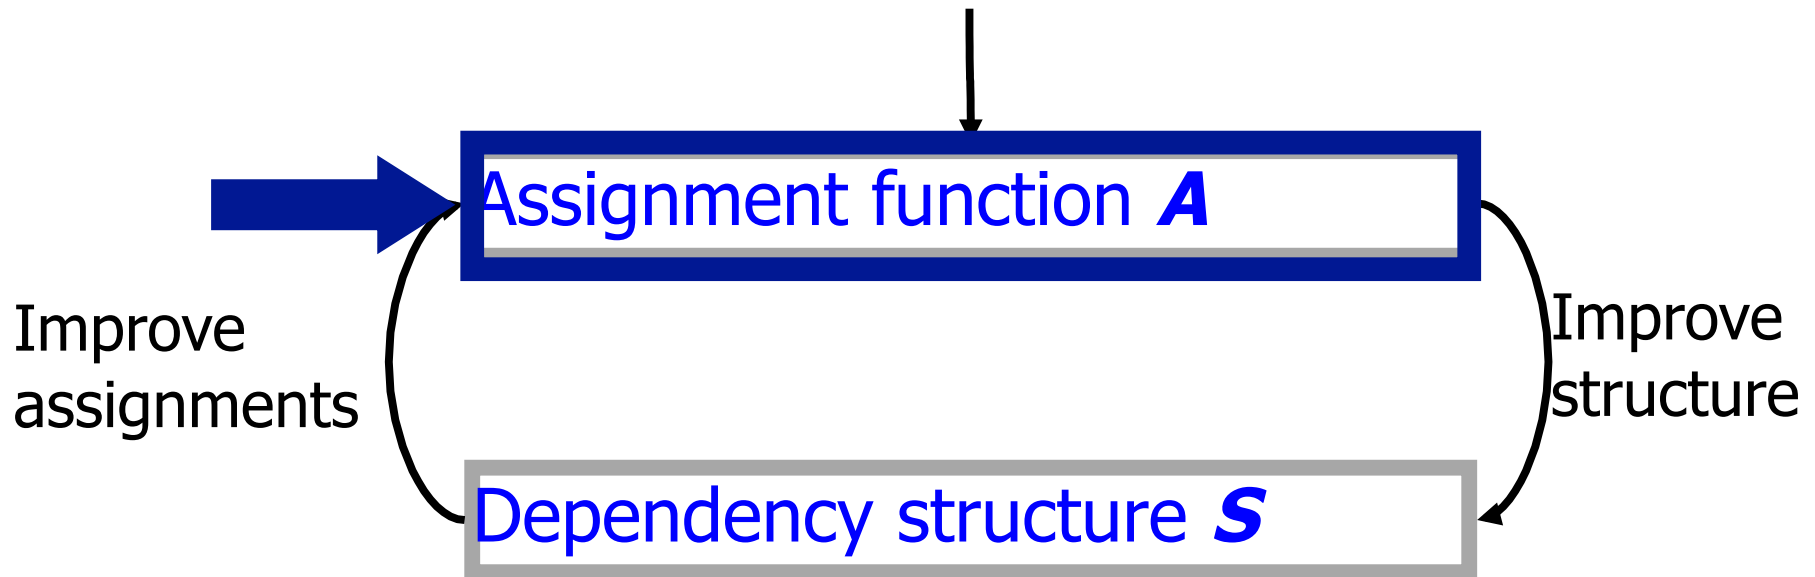 Assignment function A
Improve
assignments
Improve
structure
Dependency structure S